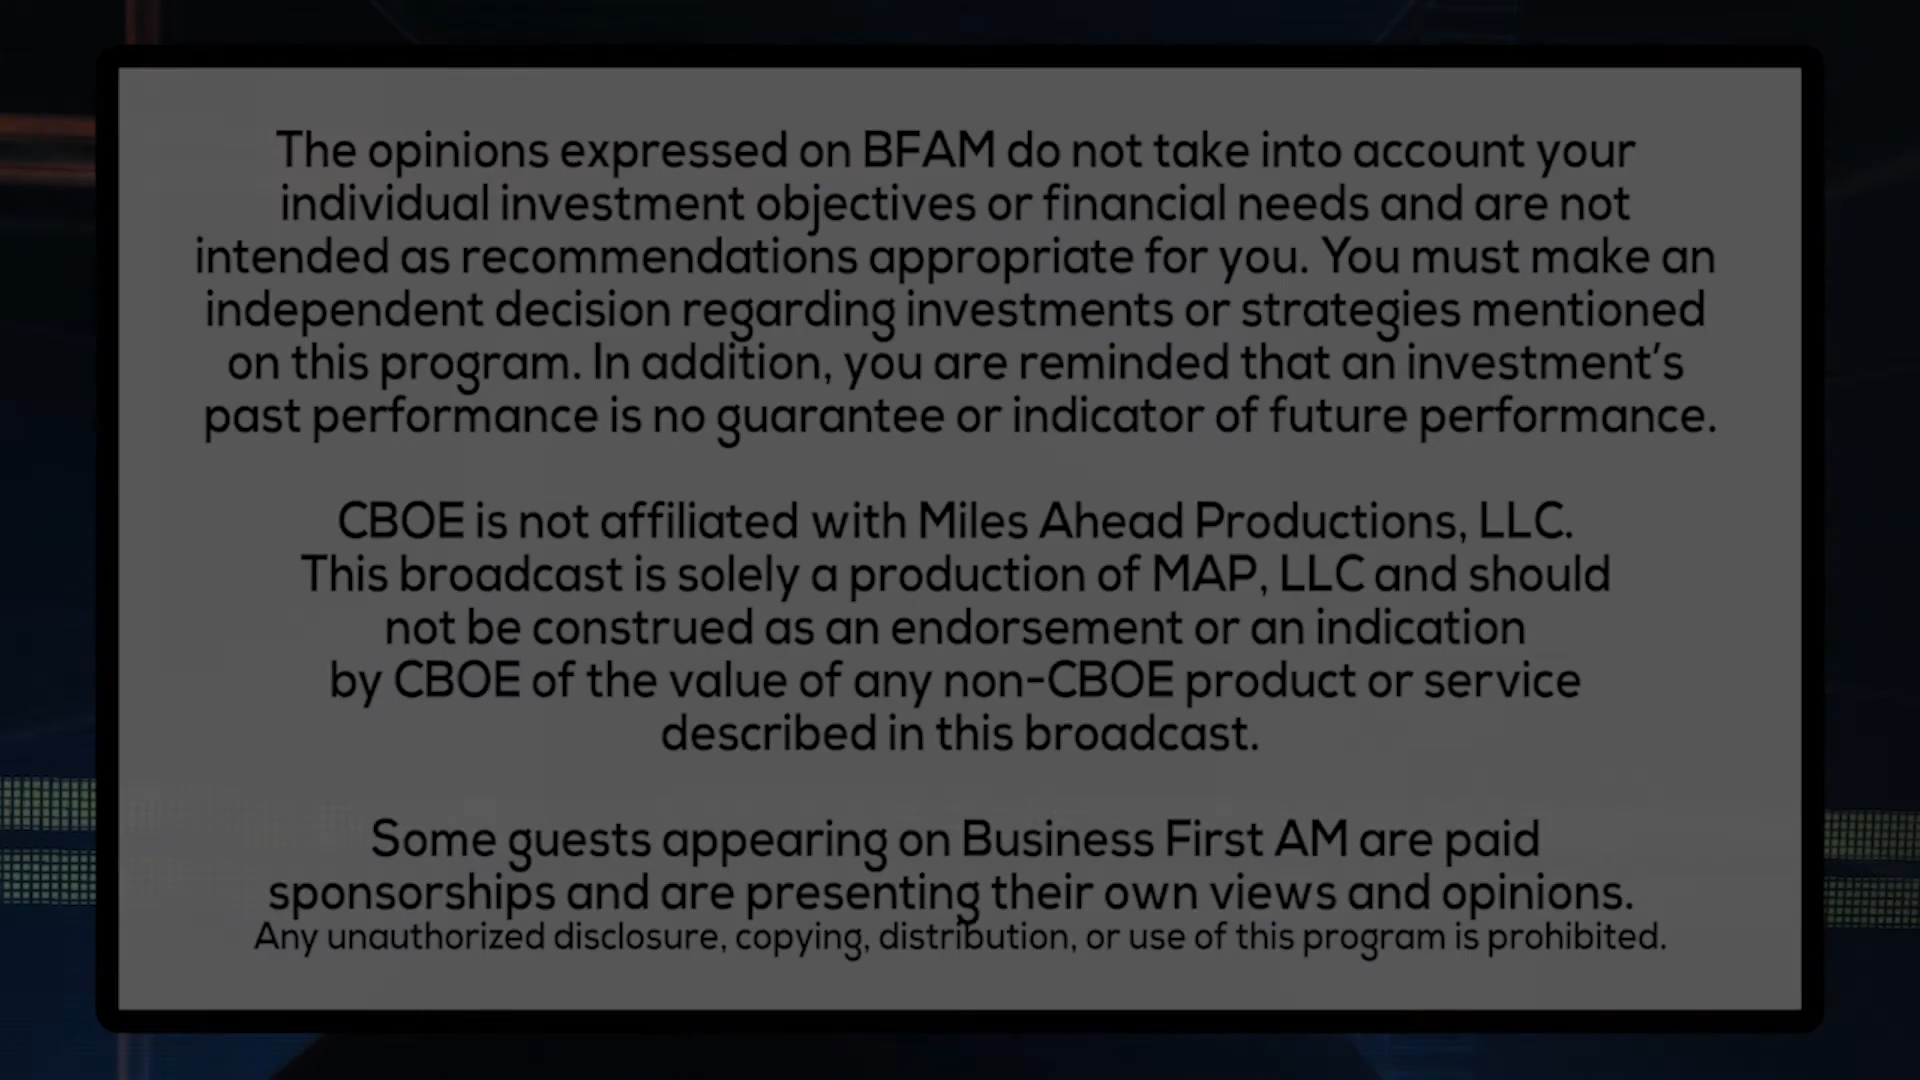 The opinions expressed on BFAM do not take into account your
individual investment objectives or financial needs and are not
intended as recommendations appropriate for you. You must make an
independent decision regarding investments or strategies mentioned
on this program. In addition, you are reminded that an investment’s
past performance is no guarantee or indicator of future performance.
CBOE is not affiliated with Miles Ahead Productions, LLC.
This broadcast is solely a production of MAP, LLC and should
not be construed as an endorsement or an indication
by CBOE of the value of any non-CBOE product or service
described in this broadcast.
Some guests appearing on Business First AM are paid
sponsorships and are presenting their own views and opinions.
Any unauthorized disclosure, copying, distribution, or use of this program is prohibited.